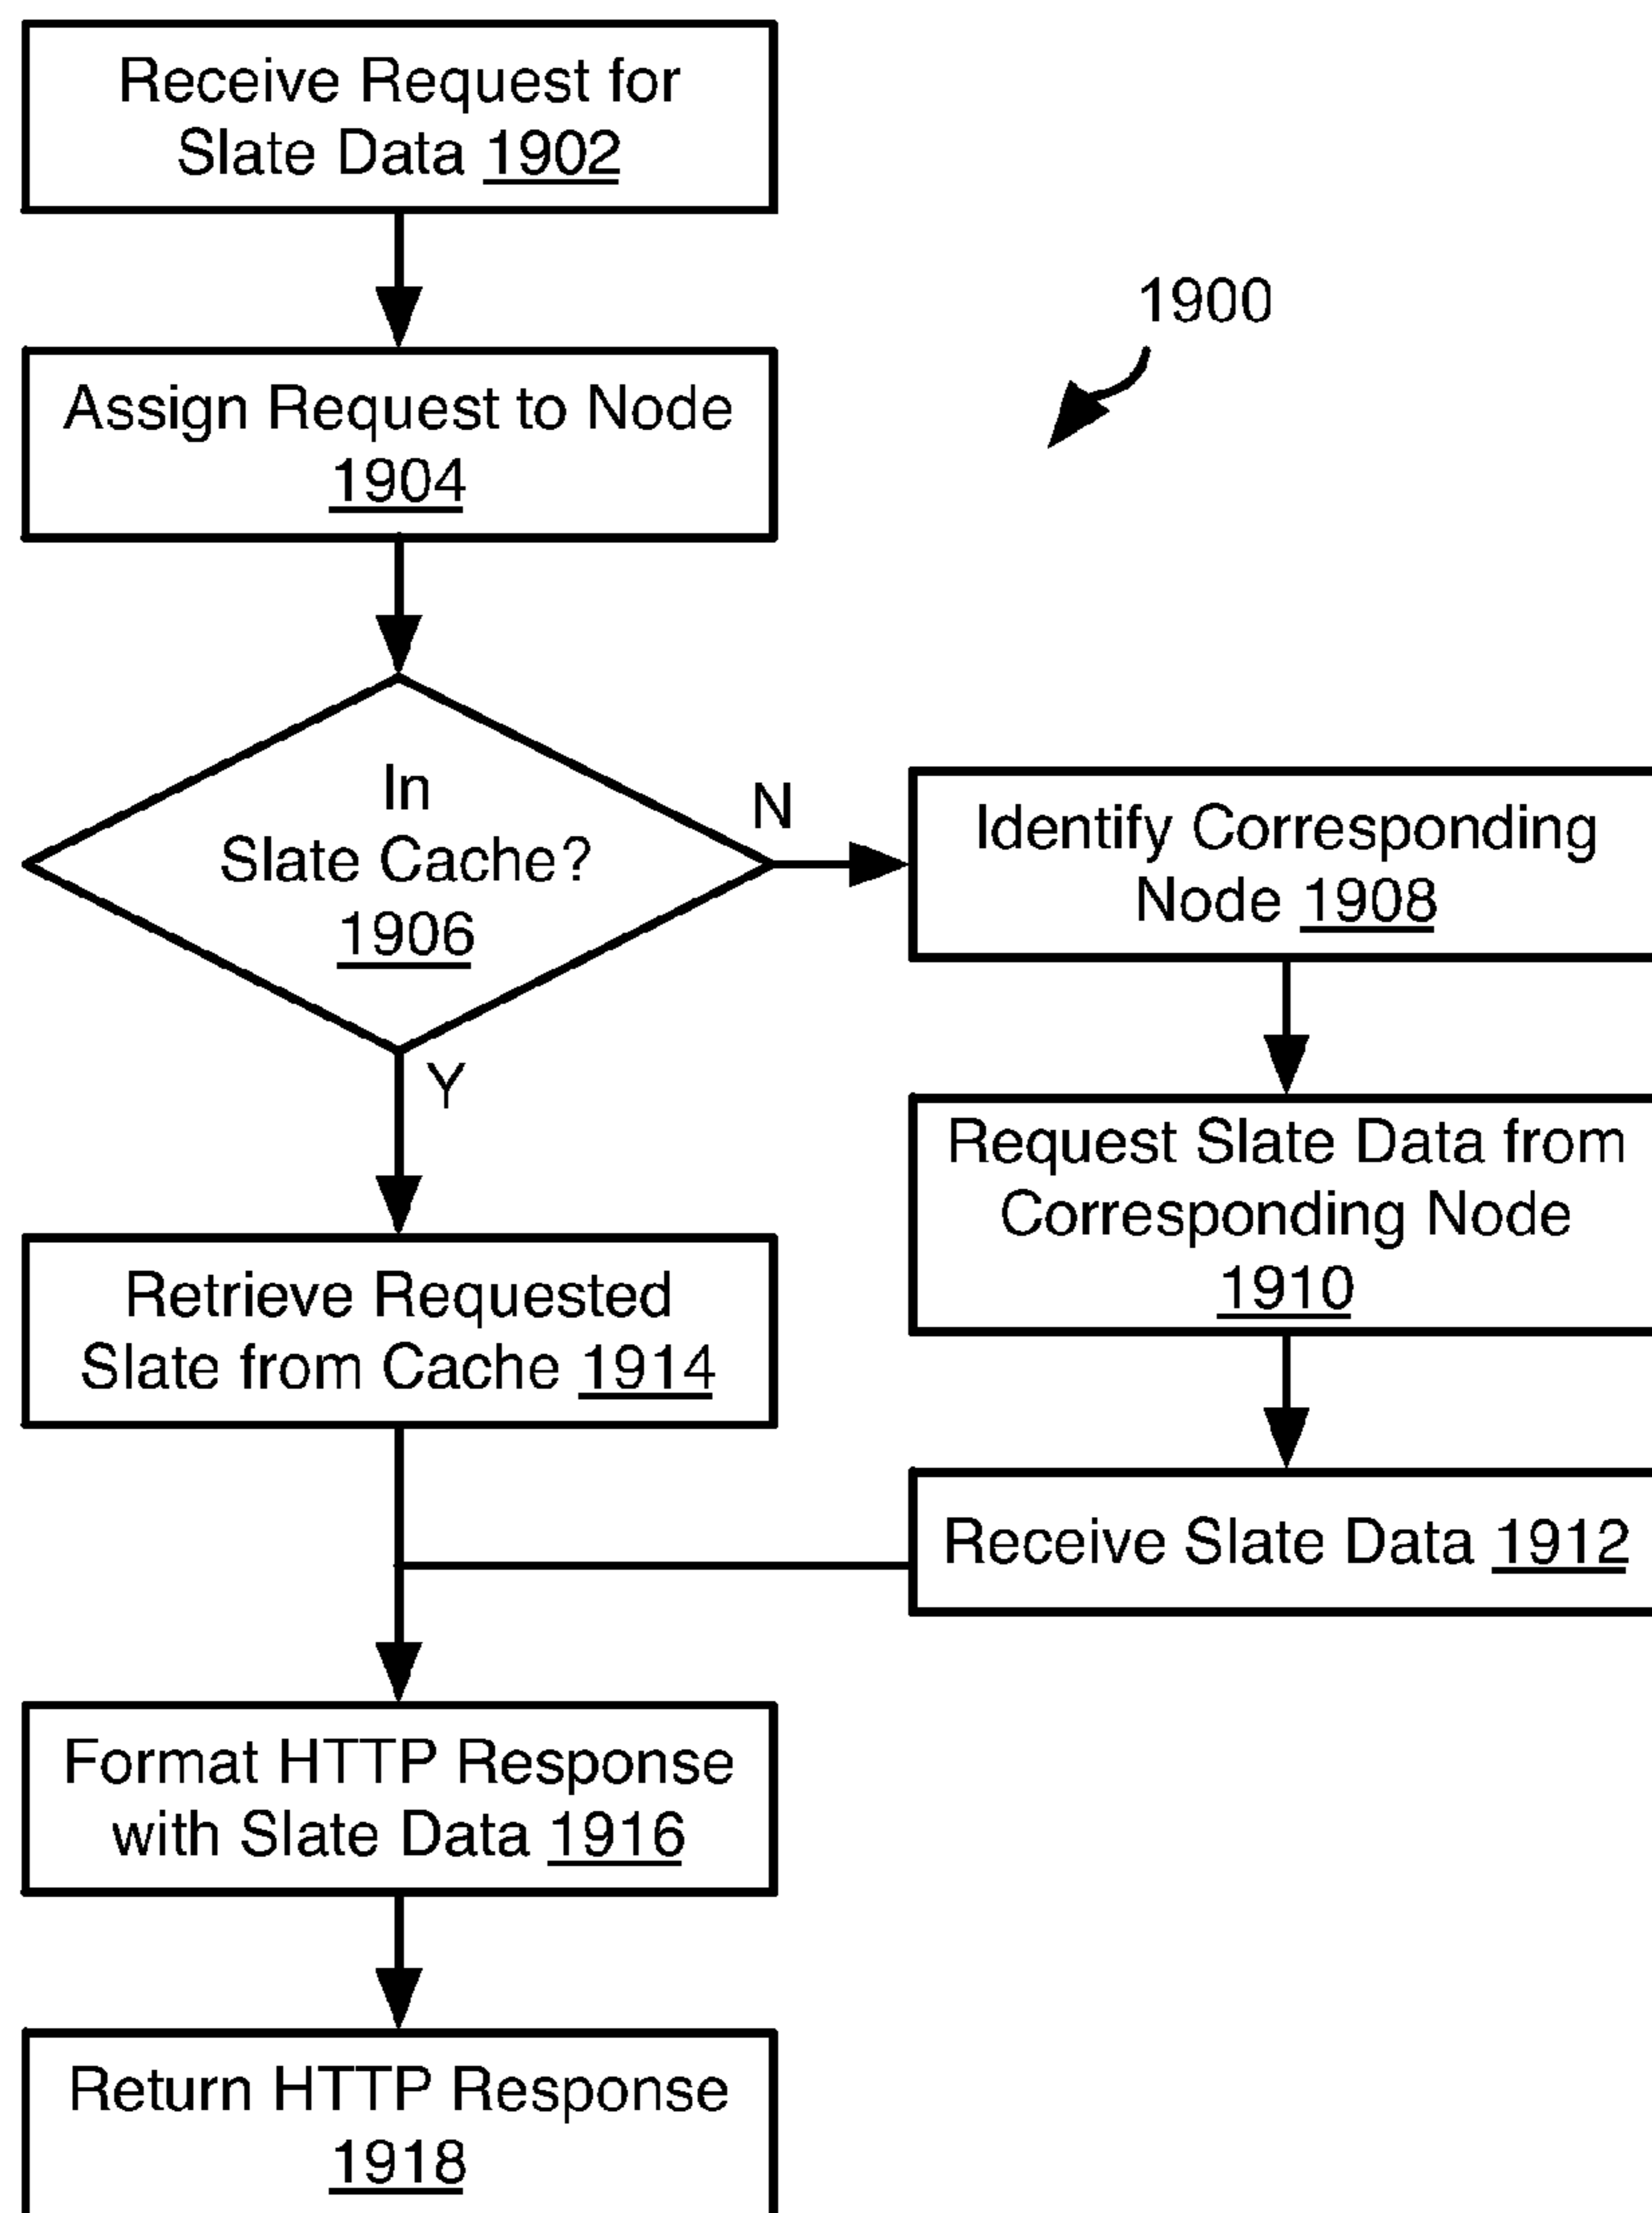 Receive Request for
Slate Data 1902
1900
Assign Request to Node
1904
In
Slate Cache?
1906
N
Y
Identify Corresponding
Node 1908
Request Slate Data from
Corresponding Node
1910
Receive Slate Data 1912
Retrieve Requested
Slate from Cache 1914
Format HTTP Response
with Slate Data 1916
Return HTTP Response
1918